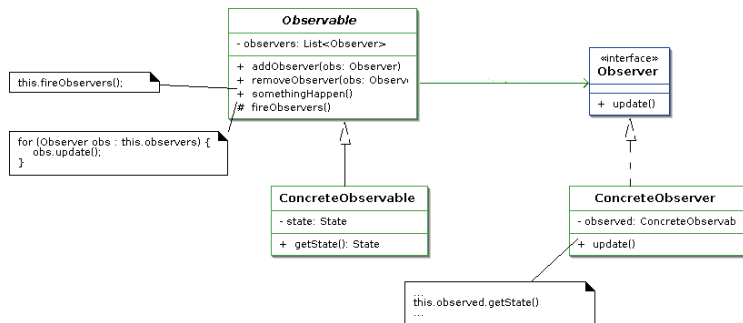 Observable
- observers: List<Observer>
+ addObserver(obs: Observer)
+ removeObserver(obs: Observe
+ somethingHappen()
# fireObservers()
«interface»
Observer
+ update()
this.fireObservers();
for (Observer obs : this.observers) {
obs.update();
}
ConcreteObservable
- state: State
+ getState(): State
ConcreteObserver
- observed: ConcreteObservab
+ update()
...
this.observed.getState()
...